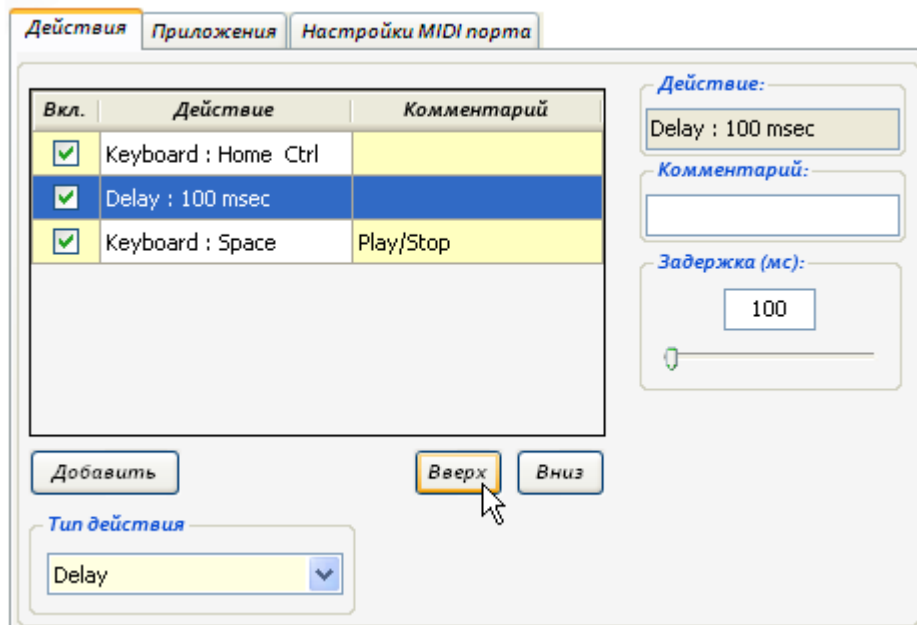 Действия Приложения Настройки MIDI порта
Вкл. Действие Комментарий
Keyboard : Home Ctrl
Delay : 100 msec
Keyboard : Space Play/Stop
Добавить Вверх Вниз
Тип действия
Delay
Действие:
Delay : 100 msec
Комментарий:
Задержка (мс):
100